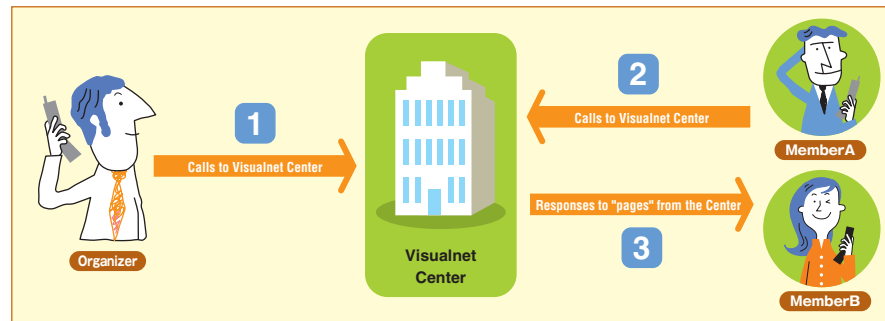 1
Calls to Visualnet Center
Organizer
Visualnet
Center
2
Calls to Visualnet Center
MemberA
Responses to "pages" from the Center
3
MemberB